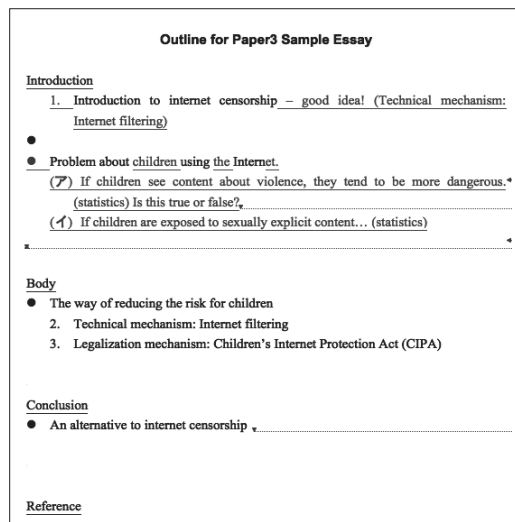 Outline for Paper3 Sample Essay
Introduction
1. Introduction to internet censorship – good idea! (Technical mechanism:
Internet filtering)
●
● Problem about children using the Internet.
(ア) If children see content about violence, they tend to be more dangerous.
(statistics) Is this true or false?
(イ) If children are exposed to sexually explicit content… (statistics)
Body
● The way of reducing the risk for children
2. Technical mechanism: Internet filtering
3. Legalization mechanism: Children's Internet Protection Act (CIPA)
Conclusion
● An alternative to internet censorship
Reference